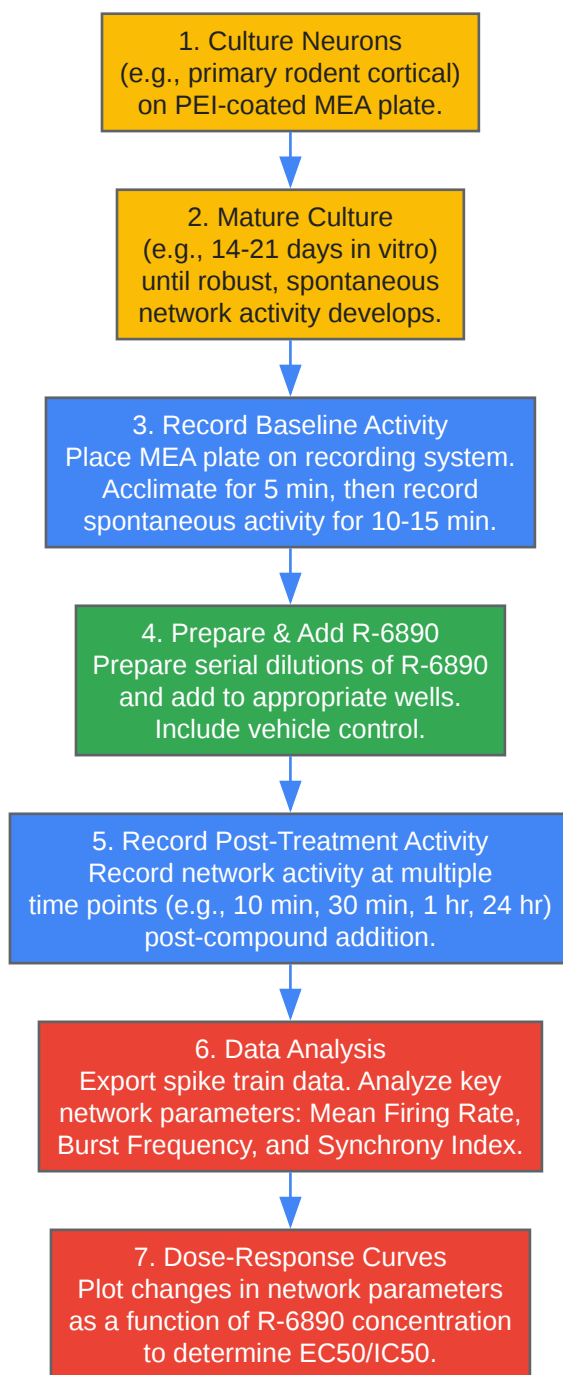 1. Culture Neurons
(e.g., primary rodent cortical)
on PEI-coated MEA plate.
2. Mature Culture
(e.g., 14-21 days in vitro)
until robust, spontaneous
network activity develops.
3. Record Baseline Activity
Place MEA plate on recording system.
Acclimate for 5 min, then record
spontaneous activity for 10-15 min.
4. Prepare & Add R-6890
Prepare serial dilutions of R-6890
and add to appropriate wells.
Include vehicle control.
5. Record Post-Treatment Activity
Record network activity at multiple
time points (e.g., 10 min, 30 min, 1 hr, 24 hr)
post-compound addition.
6. Data Analysis
Export spike train data. Analyze key
network parameters: Mean Firing Rate,
Burst Frequency, and Synchrony Index.
7. Dose-Response Curves
Plot changes in network parameters
as a function of R-6890 concentration
to determine EC50/IC50.